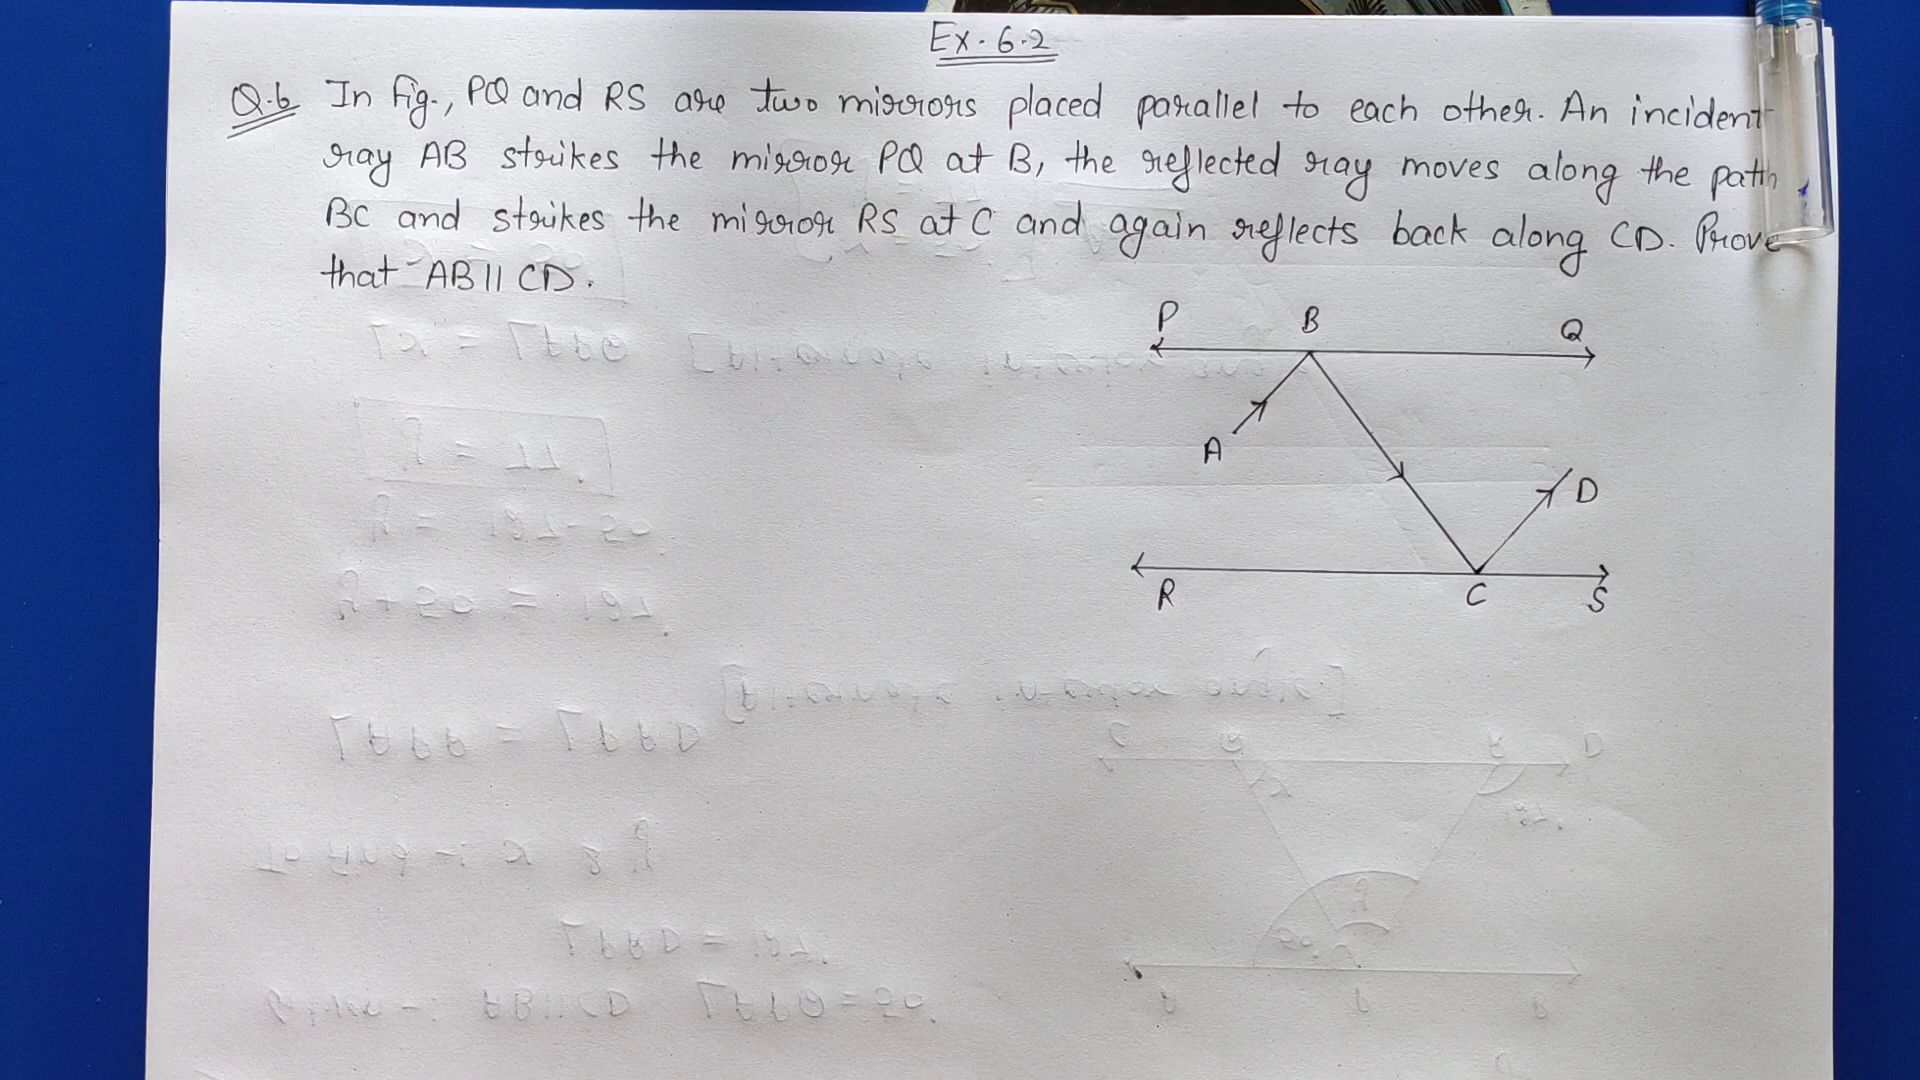 Ex. 6.2
Q.6 In fig., PQ and RS are two mirrors placed parallel to each other. An incident
ray AB strikes the mirror PQ at B, the reflected ray moves along the path
BC and strikes the mirror RS at C and again reflects back along CD. Prove
that AB || CD.
P B Q
A
D
R C S